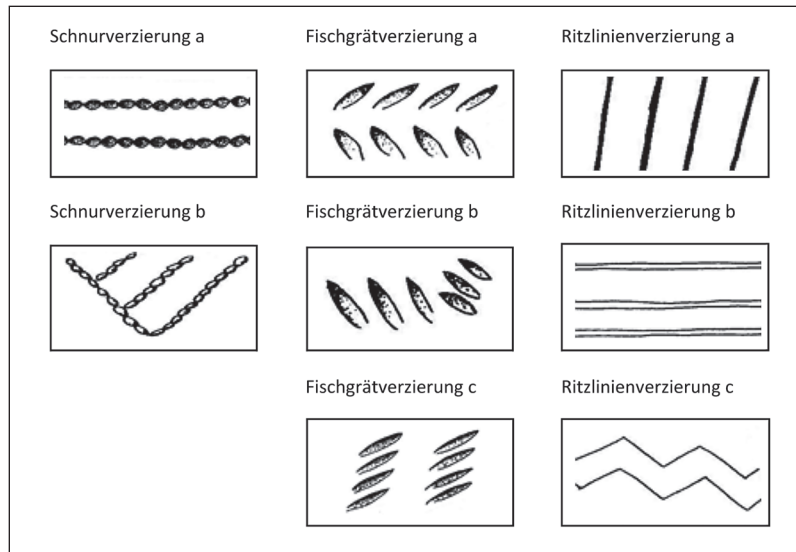 Schnurverzierung a
Fischgrätverzierung a
Ritzlinienverzierung a
Schnurverzierung b
Fischgrätverzierung b
Ritzlinienverzierung b
Fischgrätverzierung c
Ritzlinienverzierung c